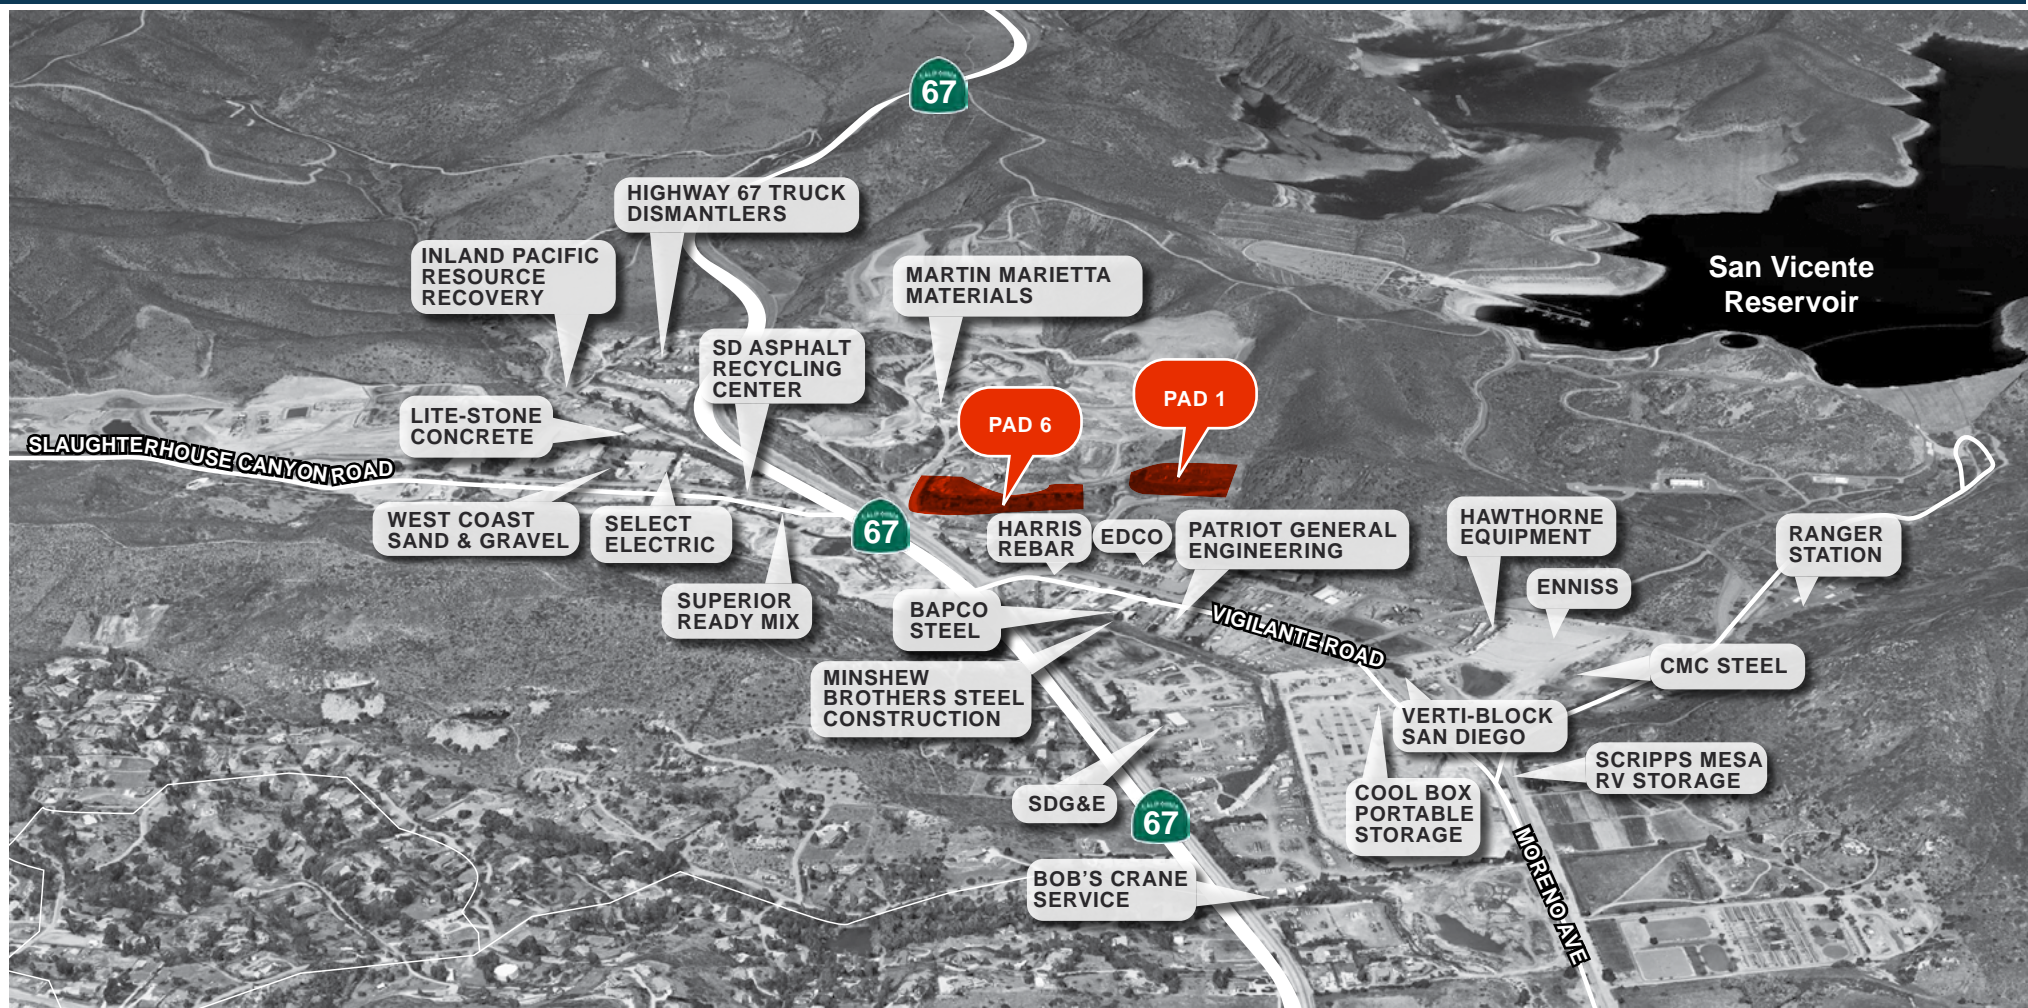 CALIFORNIA
67
HIGHWAY 67 TRUCK
DISMANTLERS
INLAND PACIFIC
RESOURCE
RECOVERY
MARTIN MARIETTA
MATERIALS
San Vicente
Reservoir
SD ASPHALT
RECYCLING
CENTER
PAD 1
PAD 6
LITE-STONE
CONCRETE
SLAUGHTERHOUSE CANYON ROAD
WEST COAST
SAND & GRAVEL
SELECT
ELECTRIC
CALIFORNIA
67
HARRIS
REBAR
EDCO
PATRIOT GENERAL
ENGINEERING
HAWTHORNE
EQUIPMENT
RANGER
STATION
ENNISS
SUPERIOR
READY MIX
BAPCO
STEEL
VIGILANTE ROAD
CMC STEEL
MINSHEW
BROTHERS STEEL
CONSTRUCTION
VERTI-BLOCK
SAN DIEGO
SCRIPPS MESA
RV STORAGE
SDG&E
CALIFORNIA
67
COOL BOX
PORTABLE
STORAGE
MORENO AVE
BOB'S CRANE
SERVICE